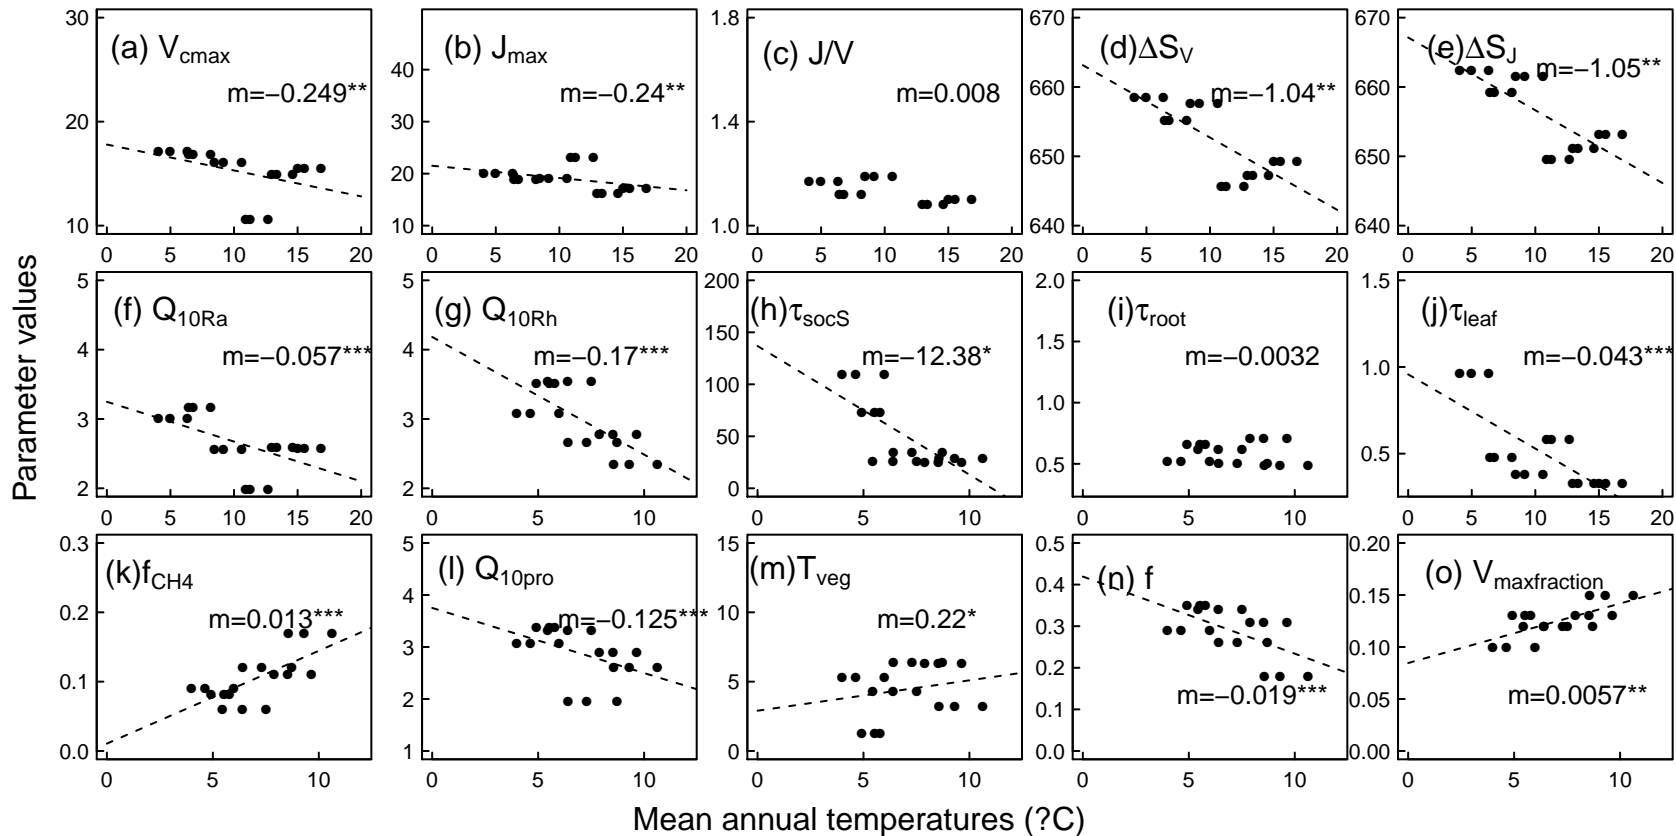 Parameter values
(a) Vcmax
m=−0.249**
30
20
10
0 5 10 15 20
(b) Jmax
m=−0.24**
40
30
20
10
0 5 10 15 20
(c) J/V
m=0.008
1.8
1.4
1.0
0 5 10 15 20
(d)ΔSV
m=−1.04**
670
660
650
640
0 5 10 15 20
(e)ΔSJ
m=−1.05**
670
660
650
640
0 5 10 15 20
(f) Q10Ra
m=−0.057***
5
4
3
2
0 5 10 15 20
(g) Q10Rh
m=−0.17***
5
4
3
2
0 5 10
(h)τsocS
m=−12.38*
200
150
100
50
0
0 5 10
(i)τroot
m=−0.0032
2.0
1.5
1.0
0.5
0 5 10
(j)τleaf
m=−0.043***
1.5
1.0
0.5
0 5 10 15 20
(k)fCH4
m=0.013***
0.3
0.2
0.1
0.0
0 5 10
(l) Q10pro
m=−0.125***
5
4
3
2
1
0 5 10
(m)Tveg
m=0.22*
15
10
5
0
0 5 10
(n) f
m=−0.019***
0.5
0.4
0.3
0.2
0.1
0.0
0 5 10
(o) Vmaxfraction
m=0.0057**
0.20
0.15
0.10
0.05
0.00
0 5 10
Mean annual temperatures (?C)